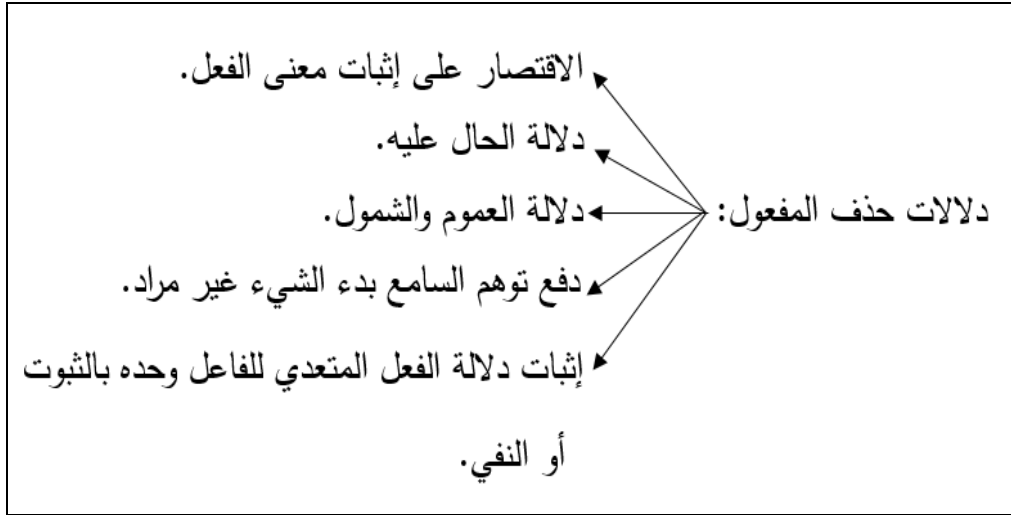 الاقتصار على إثبات معنى الفعل.
دلالة الحال عليه.
دلالات حذف المفعول:
دلالة العموم والشمول.
دفع توهم السامع بدء الشيء غير مراد.
إثبات دلالة الفعل المتعدي للفاعل وحده بالثبوت
أو النفي.